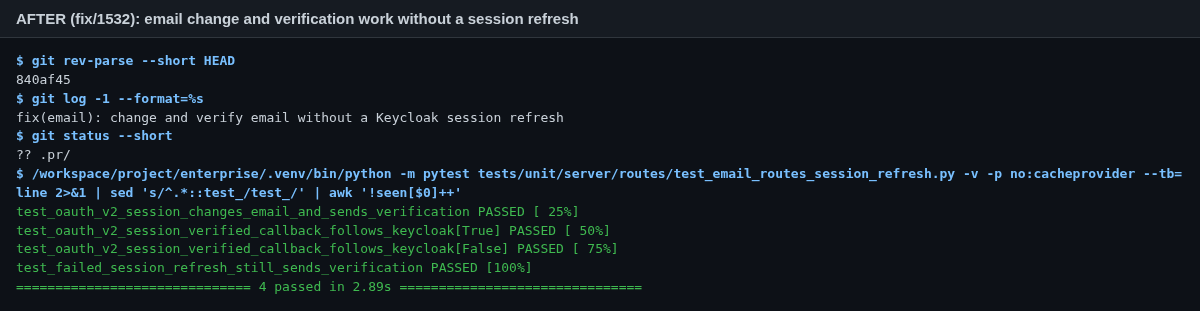 AFTER (fix/1532): email change and verification work without a session refresh
$ git rev-parse --short HEAD
840af45
$ git log -1 --format=%s
fix(email): change and verify email without a Keycloak session refresh
$ git status --short
?? .pr/
$ /workspace/project/enterprise/.venv/bin/python -m pytest tests/unit/server/routes/test_email_routes_session_refresh.py -v -p no:cacheprovider --tb=
line 2>&1 | sed 's/^.*::test_/test_/' | awk '!seen[$0]++'
test_oauth_v2_session_changes_email_and_sends_verification PASSED [ 25%]
test_oauth_v2_session_verified_callback_follows_keycloak[True] PASSED [ 50%]
test_oauth_v2_session_verified_callback_follows_keycloak[False] PASSED [ 75%]
test_failed_session_refresh_still_sends_verification PASSED [100%]
============================== 4 passed in 2.89s ===============================